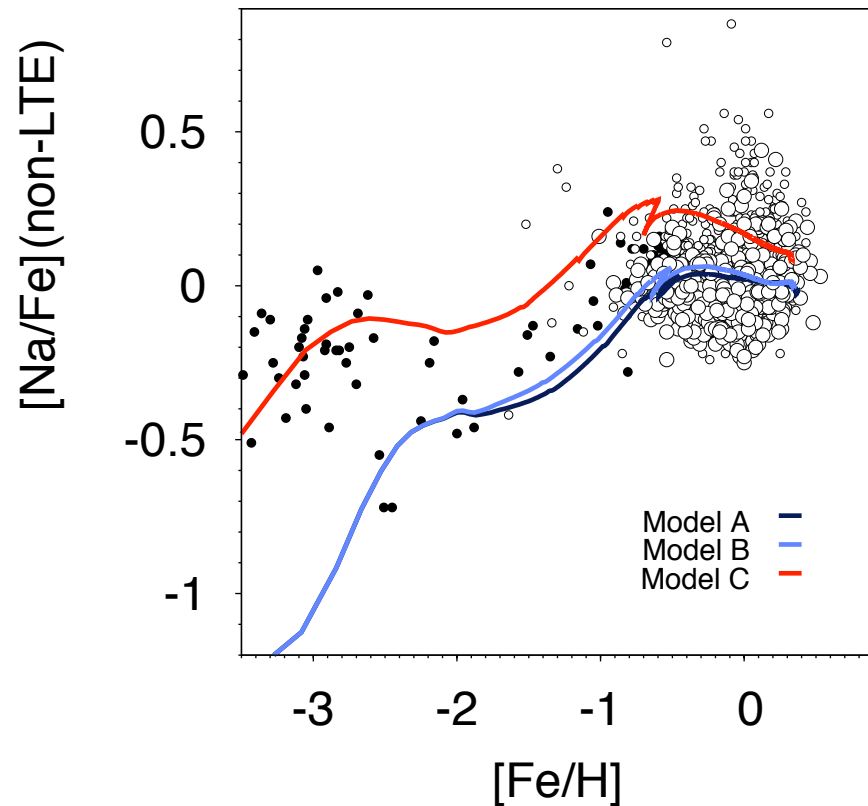 [Na/Fe](non-LTE)
0.5
0
-0.5
-1
Model A
Model B
Model C
-3 -2 -1 0
[Fe/H]